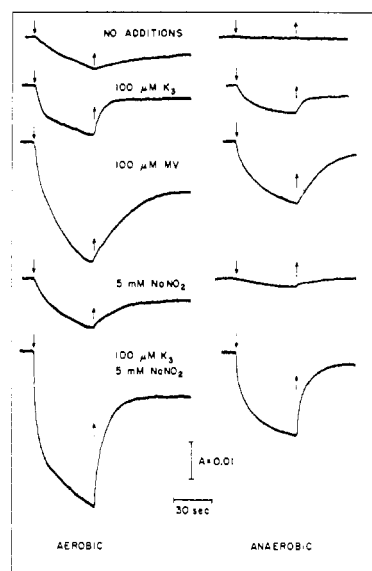 NO ADDITIONS
100 μM K3
100 μM MV
5 mM NaNO2
100 μM K3
5 mM NaNO2
A=0.01
30 sec
AEROBIC
ANAEROBIC